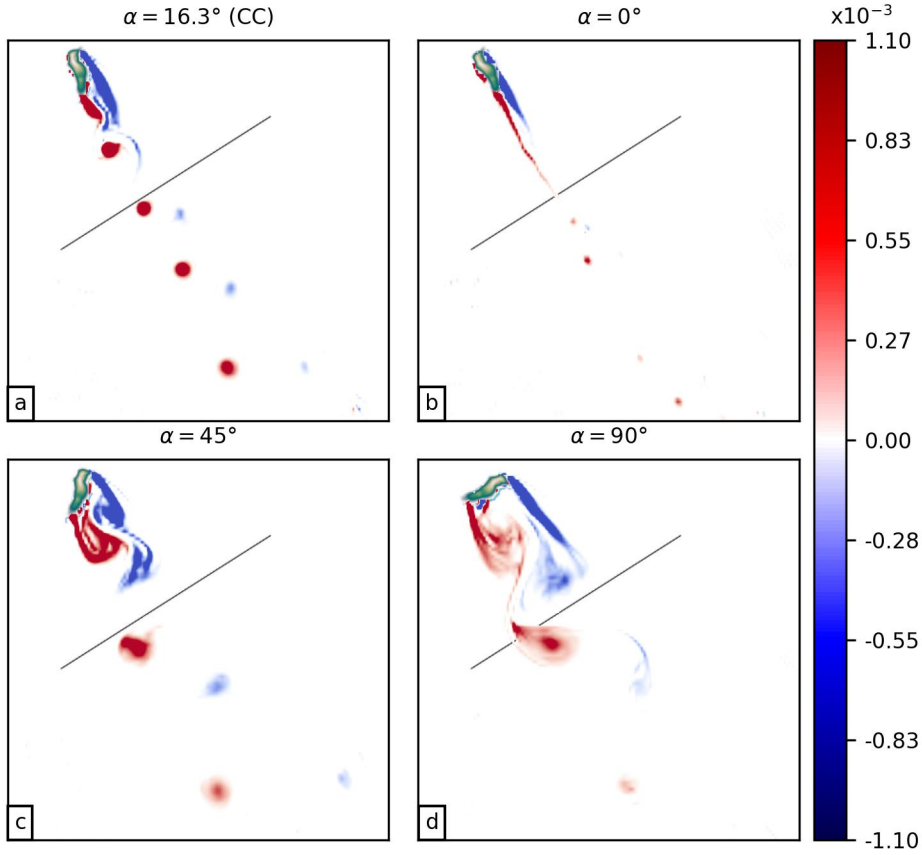 α = 16.3° (CC)
α = 0°
x10⁻³
a
b
α = 45°
α = 90°
c
d
1.10
0.83
0.55
0.27
0.00
-0.28
-0.55
-0.83
-1.10